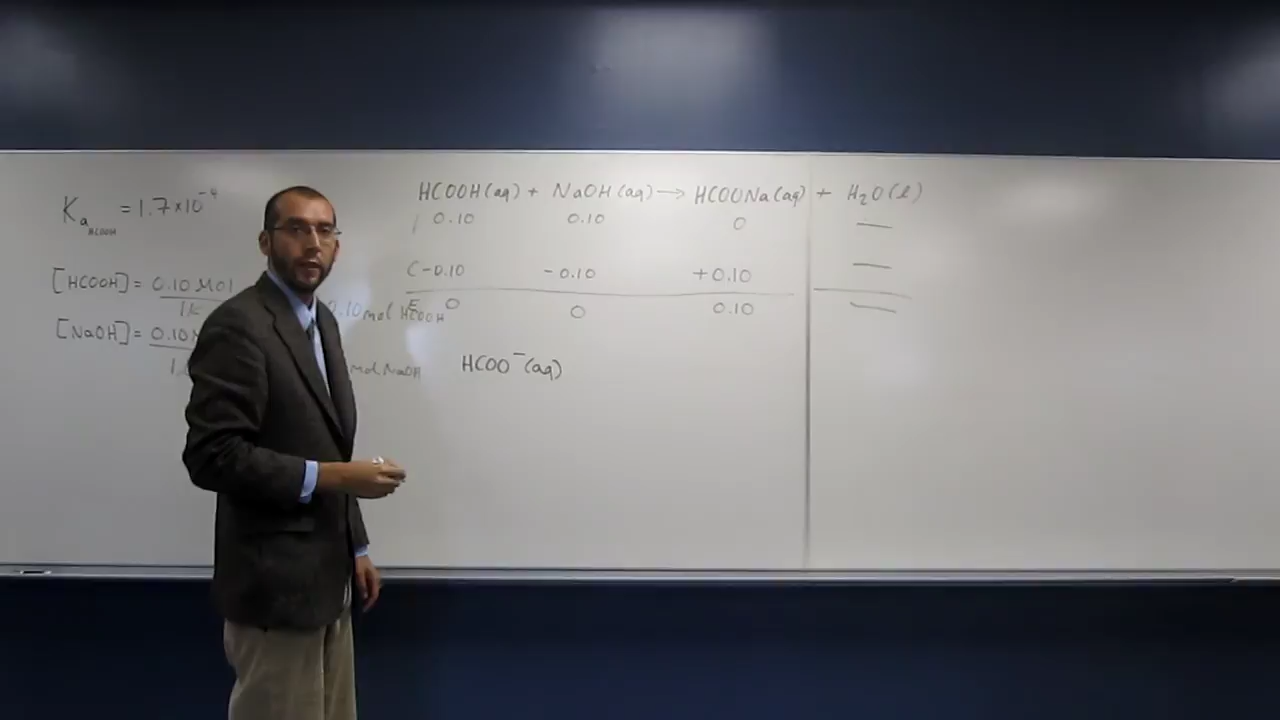 HCOOH(aq) + NaOH(aq) → HCOONa(aq) + H₂O(l)
I 0.10 0.10 0 —
C -0.10 -0.10 +0.10 —
E 0 0 0.10 —
HCOO⁻(aq)
Ka HCOOH = 1.7×10⁻⁴
[HCOOH] = 0.10 mol
1L
0.10 mol HCOOH
[NaOH] = 0.10
mol NaOH